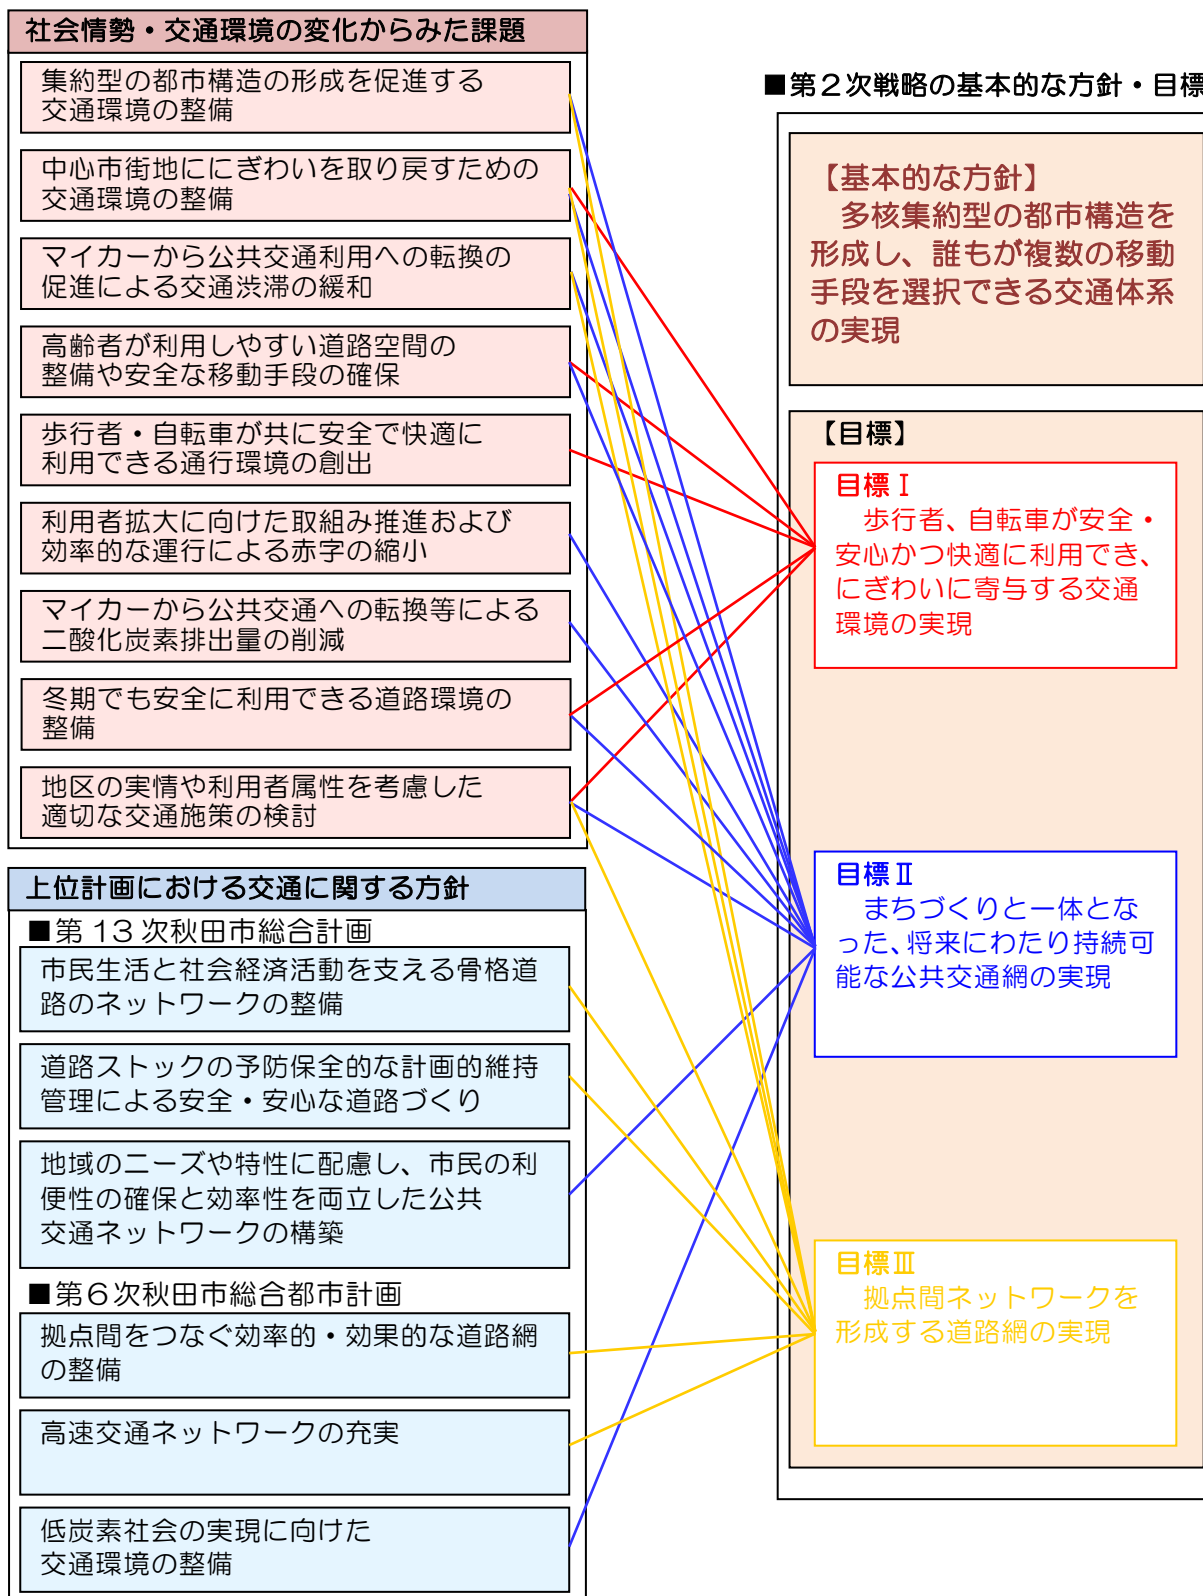 社会情勢・交通環境の変化からみた課題
集約型の都市構造の形成を促進する
交通環境の整備
中心市街地ににぎわいを取り戻すための
交通環境の整備
マイカーから公共交通利用への転換の
促進による交通渋滞の緩和
高齢者が利用しやすい道路空間の
整備や安全な移動手段の確保
歩行者・自転車が共に安全で快適に
利用できる通行環境の創出
利用者拡大に向けた取組み推進および
効率的な運行による赤字の縮小
マイカーから公共交通への転換等による
二酸化炭素排出量の削減
冬期でも安全に利用できる道路環境の
整備
地区の実情や利用者属性を考慮した
適切な交通施策の検討
上位計画における交通に関する方針
■第13次秋田市総合計画
市民生活と社会経済活動を支える骨格道
路のネットワークの整備
道路ストックの予防保全的な計画的維持
管理による安全・安心な道路づくり
地域のニーズや特性に配慮し、市民の利
便性の確保と効率性を両立した公共
交通ネットワークの構築
■第6次秋田市総合都市計画
拠点間をつなぐ効率的・効果的な道路網
の整備
高速交通ネットワークの充実
低炭素社会の実現に向けた
交通環境の整備
■第２次戦略の基本的な方針・目標
【基本的な方針】
多核集約型の都市構造を
形成し、誰もが複数の移動
手段を選択できる交通体系
の実現
【目標】
目標Ⅰ
歩行者、自転車が安全・
安心かつ快適に利用でき、
にぎわいに寄与する交通
環境の実現
目標Ⅱ
まちづくりと一体とな
った、将来にわたり持続可
能な公共交通網の実現
目標Ⅲ
拠点間ネットワークを
形成する道路網の実現